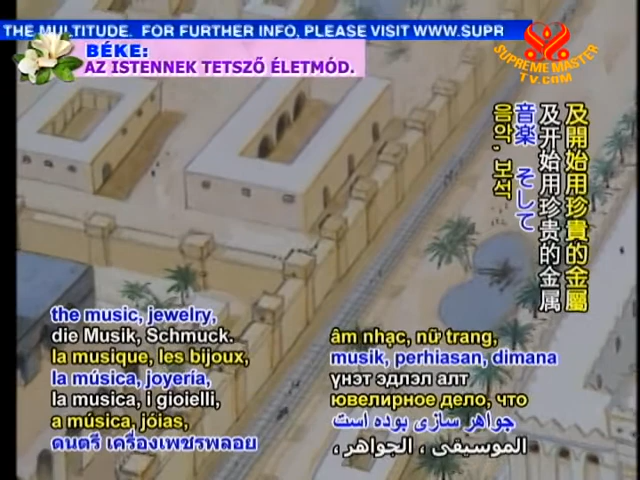 THE MULTITUDE. FOR FURTHER INFO, PLEASE VISIT WWW.SUPR
BÉKE:
AZ ISTENNEK TETSZŐ ÉLETMÓD.
SUPREME MASTER
TV.COM
及開始用珍貴的金屬
及开始用珍贵的金属
音楽 そして
음악, 보석
the music, jewelry,
die Musik, Schmuck.
la musique, les bijoux,
la música, joyería,
la musica, i gioielli,
a música, jóias,
ดนตรี เครื่องเพชรพลอย
âm nhạc, nữ trang,
musik, perhiasan, dimana
үнэт эдлэл алт
ювелирное дело, что
جواهر سازی بوده است
الموسيقى ، الجواهر ،